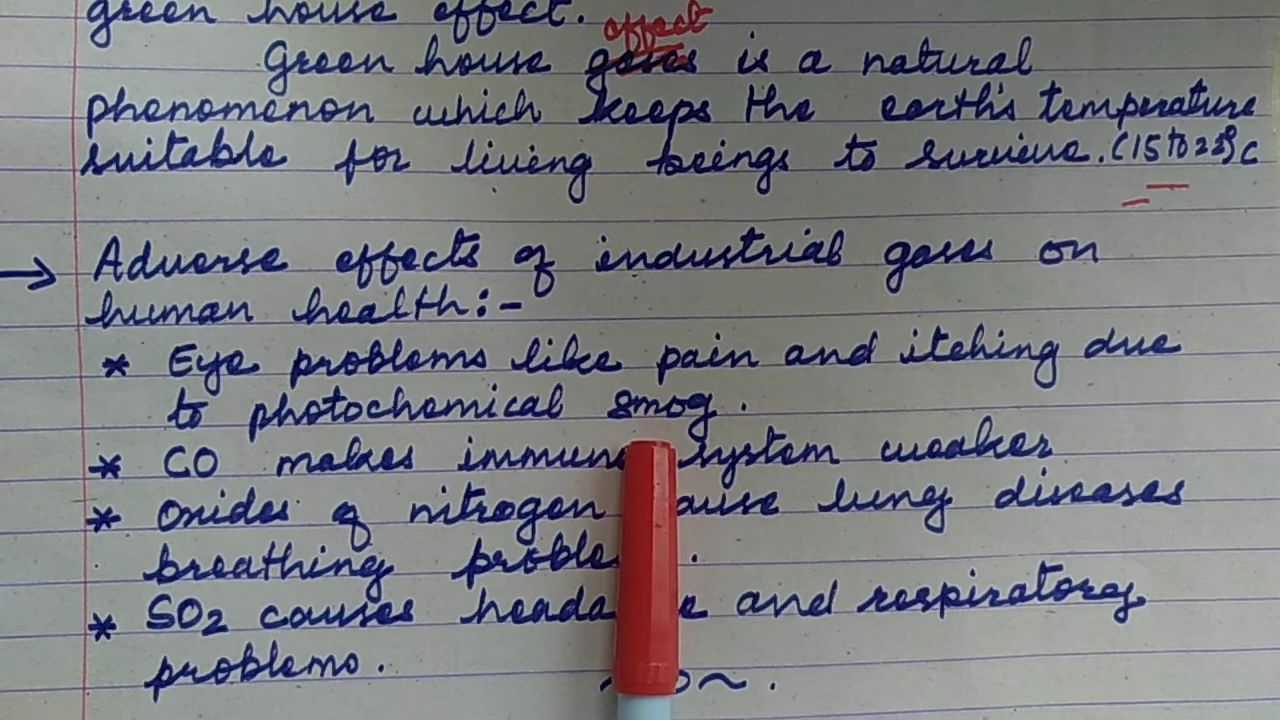 green house effect.
effect
Green house gases is a natural
phenomenon which keeps the earth's temperature
suitable for living beings to survive. (15 to 23°)c
Adverse effects of industrial gases on
human health:-
* Eye problems like pain and itching due
to photochemical smog.
* CO makes immune system weaker
* Oxides of nitrogen cause lung diseases
breathing problems.
* SO2 causes headache and respiratory
problems.